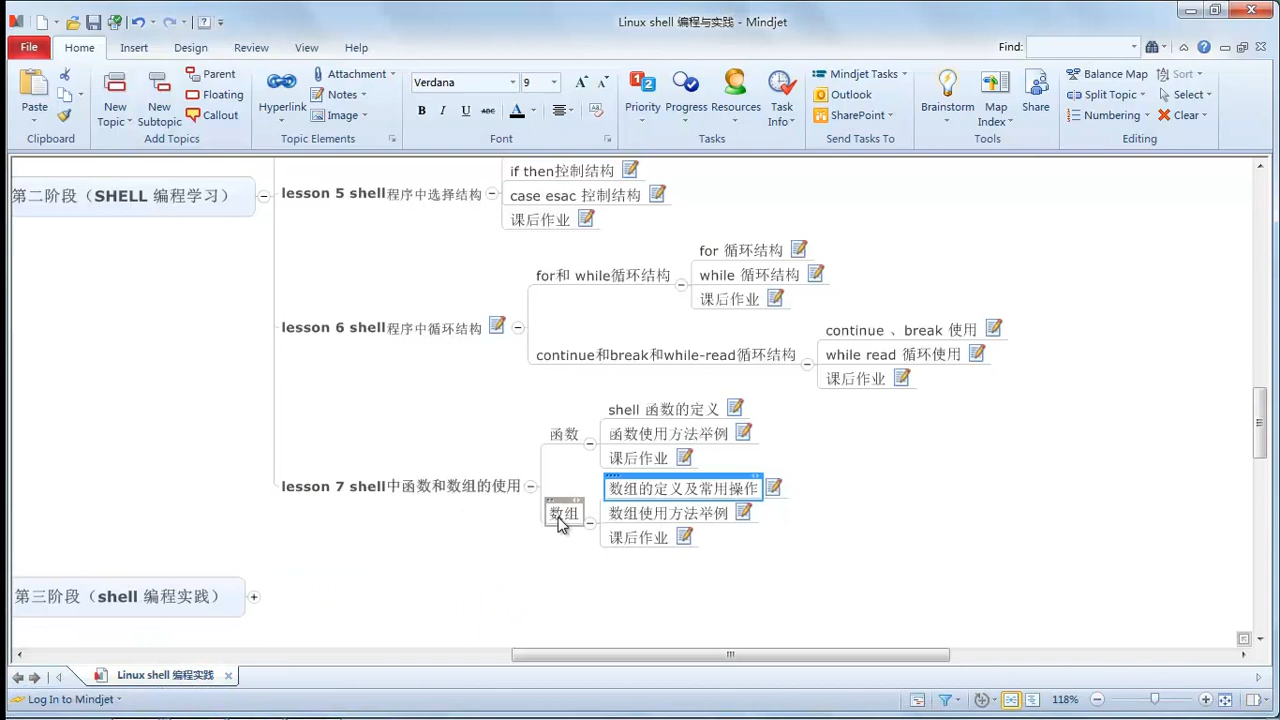 Linux shell 编程与实践 - Mindjet
File
Home
Insert
Design
Review
View
Help
Find:
Paste
Clipboard
New Topic
New Subtopic
Parent
Floating
Callout
Add Topics
Hyperlink
Attachment
Notes
Image
Topic Elements
Verdana
9
B I U abc A
Font
Priority
Progress
Resources
Task Info
Tasks
Mindjet Tasks
Outlook
SharePoint
Send Tasks To
Brainstorm
Map Index
Share
Tools
Balance Map
Split Topic
Numbering
Sort
Select
Clear
Editing
第二阶段（SHELL 编程学习）
lesson 5 shell程序中选择结构
if then控制结构
case esac 控制结构
课后作业
lesson 6 shell程序中循环结构
for和 while循环结构
for 循环结构
while 循环结构
课后作业
continue和break和while-read循环结构
continue 、break 使用
while read 循环使用
课后作业
lesson 7 shell中函数和数组的使用
函数
shell 函数的定义
函数使用方法举例
课后作业
数组
数组的定义及常用操作
数组使用方法举例
课后作业
第三阶段（shell 编程实践）
Linux shell 编程实践
Log In to Mindjet
118%